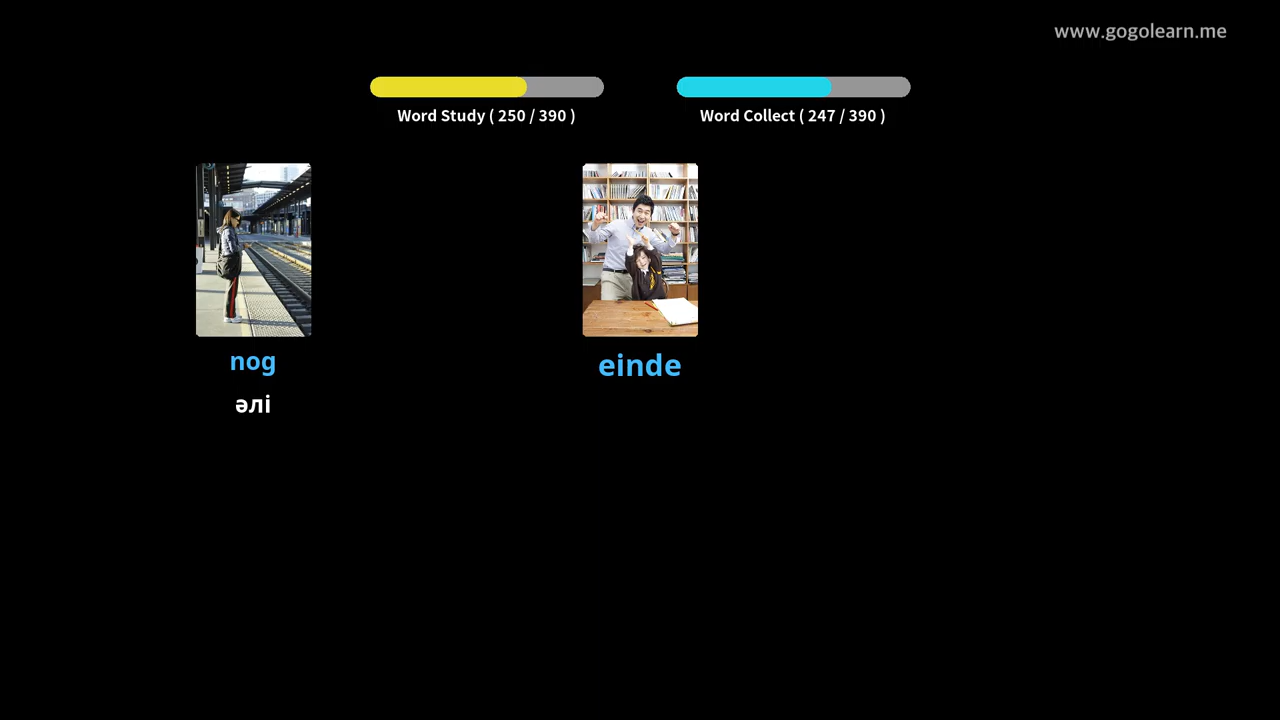 www.gogolearn.me
Word Study ( 250 / 390 )
Word Collect ( 247 / 390 )
nog
әлі
einde